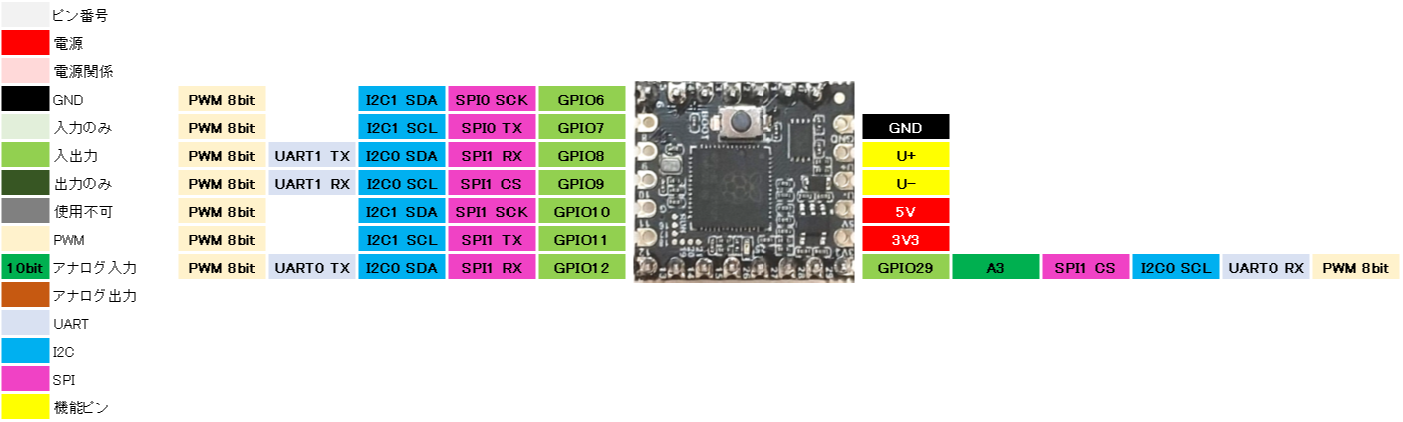 ピン番号
電源
電源関係
GND
入力のみ
入出力
出力のみ
使用不可
PWM
10bit アナログ入力
アナログ出力
UART
I2C
SPI
機能ピン
PWM 8bit I2C1 SDA SPI0 SCK GPIO6
PWM 8bit I2C1 SCL SPI0 TX GPIO7
PWM 8bit UART1 TX I2C0 SDA SPI1 RX GPIO8
PWM 8bit UART1 RX I2C0 SCL SPI1 CS GPIO9
PWM 8bit I2C1 SDA SPI1 SCK GPIO10
PWM 8bit I2C1 SCL SPI1 TX GPIO11
PWM 8bit UART0 TX I2C0 SDA SPI1 RX GPIO12
BOOT
GND
U+
U-
5V
3V3
GPIO29 A3 SPI1 CS I2C0 SCL UART0 RX PWM 8bit